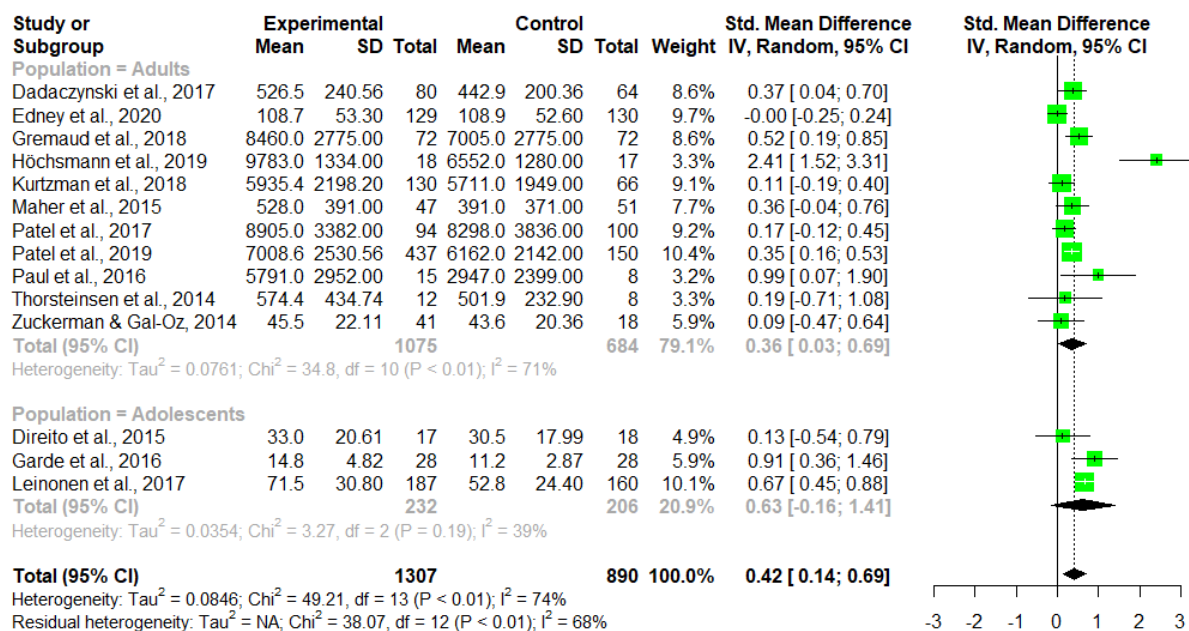 Study or Experimental Control Std. Mean Difference Std. Mean Difference
Subgroup Mean SD Total Mean SD Total Weight IV, Random, 95% CI IV, Random, 95% CI
Population = Adults
Dadaczynski et al., 2017 526.5 240.56 80 442.9 200.36 64 8.6% 0.37 [ 0.04; 0.70]
Edney et al., 2020 108.7 53.30 129 108.9 52.60 130 9.7% -0.00 [-0.25; 0.24]
Gremaud et al., 2018 8460.0 2775.00 72 7005.0 2775.00 72 8.6% 0.52 [ 0.19; 0.85]
Höchsmann et al., 2019 9783.0 1334.00 18 6552.0 1280.00 17 3.3% 2.41 [ 1.52; 3.31]
Kurtzman et al., 2018 5935.4 2198.20 130 5711.0 1949.00 66 9.1% 0.11 [-0.19; 0.40]
Maher et al., 2015 528.0 391.00 47 391.0 371.00 51 7.7% 0.36 [-0.04; 0.76]
Patel et al., 2017 8905.0 3382.00 94 8298.0 3836.00 100 9.2% 0.17 [-0.12; 0.45]
Patel et al., 2019 7008.6 2530.56 437 6162.0 2142.00 150 10.4% 0.35 [ 0.16; 0.53]
Paul et al., 2016 5791.0 2952.00 15 2947.0 2399.00 8 3.2% 0.99 [ 0.07; 1.90]
Thorsteinsen et al., 2014 574.4 434.74 12 501.9 232.90 8 3.3% 0.19 [-0.71; 1.08]
Zuckerman & Gal-Oz, 2014 45.5 22.11 41 43.6 20.36 18 5.9% 0.09 [-0.47; 0.64]
Total (95% CI) 1075 684 79.1% 0.36 [ 0.03; 0.69]
Heterogeneity: Tau² = 0.0761; Chi² = 34.8, df = 10 (P < 0.01); I² = 71%
Population = Adolescents
Direito et al., 2015 33.0 20.61 17 30.5 17.99 18 4.9% 0.13 [-0.54; 0.79]
Garde et al., 2016 14.8 4.82 28 11.2 2.87 28 5.9% 0.91 [ 0.36; 1.46]
Leinonen et al., 2017 71.5 30.80 187 52.8 24.40 160 10.1% 0.67 [ 0.45; 0.88]
Total (95% CI) 232 206 20.9% 0.63 [-0.16; 1.41]
Heterogeneity: Tau² = 0.0354; Chi² = 3.27, df = 2 (P = 0.19); I² = 39%
Total (95% CI) 1307 890 100.0% 0.42 [ 0.14; 0.69]
Heterogeneity: Tau² = 0.0846; Chi² = 49.21, df = 13 (P < 0.01); I² = 74%
Residual heterogeneity: Tau² = NA; Chi² = 38.07, df = 12 (P < 0.01); I² = 68%
-3 -2 -1 0 1 2 3